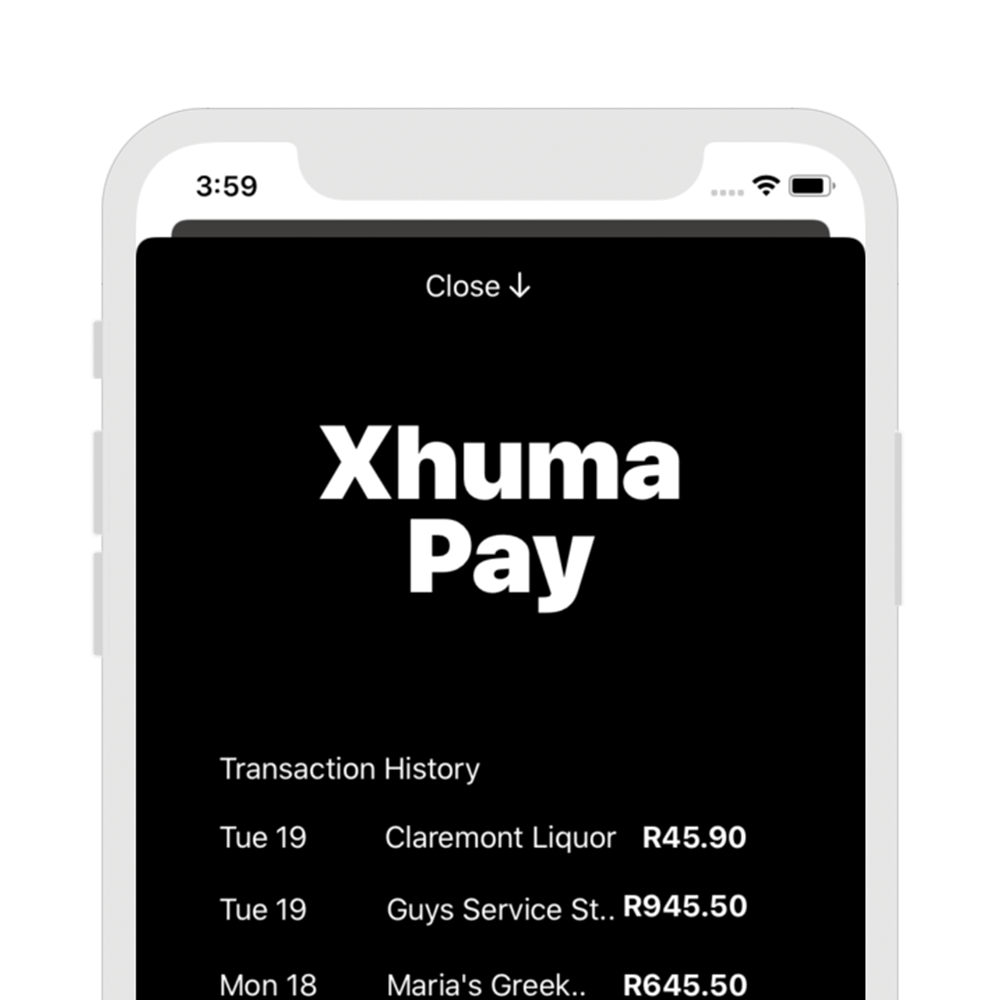 3:59
Close ↓
Xhuma
Pay
Transaction History
Tue 19 Claremont Liquor R45.90
Tue 19 Guys Service St.. R945.50
Mon 18 Maria's Greek.. R645.50